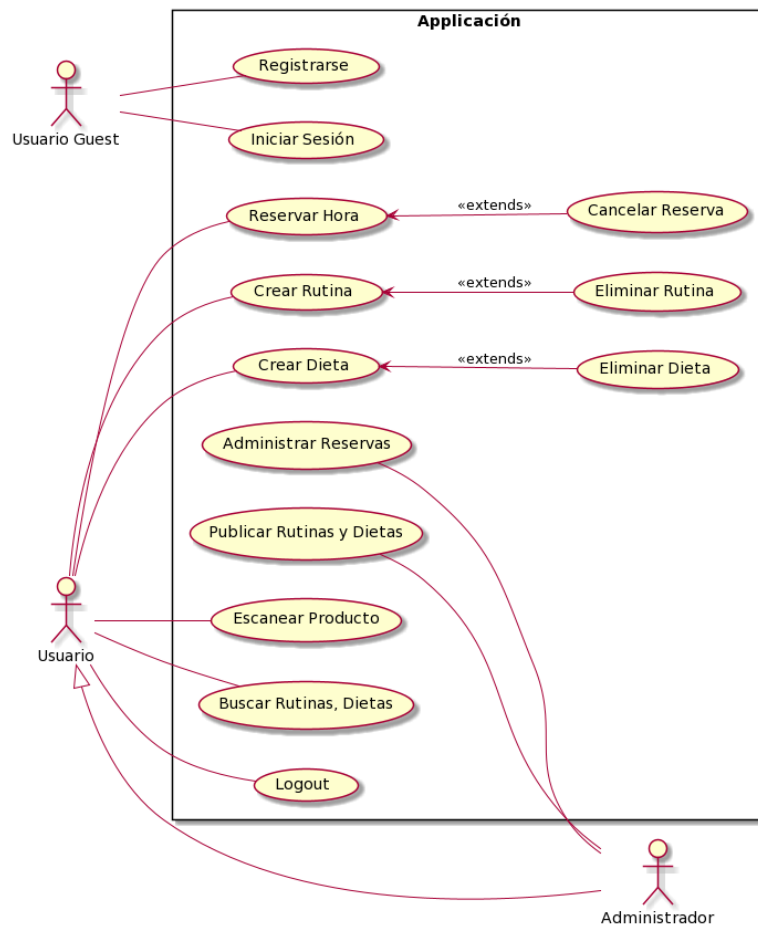 Applicación
Registrarse
Usuario Guest
Iniciar Sesión
Reservar Hora
«extends»
Cancelar Reserva
Crear Rutina
«extends»
Eliminar Rutina
Crear Dieta
«extends»
Eliminar Dieta
Administrar Reservas
Publicar Rutinas y Dietas
Escanear Producto
Usuario
Buscar Rutinas, Dietas
Logout
Administrador